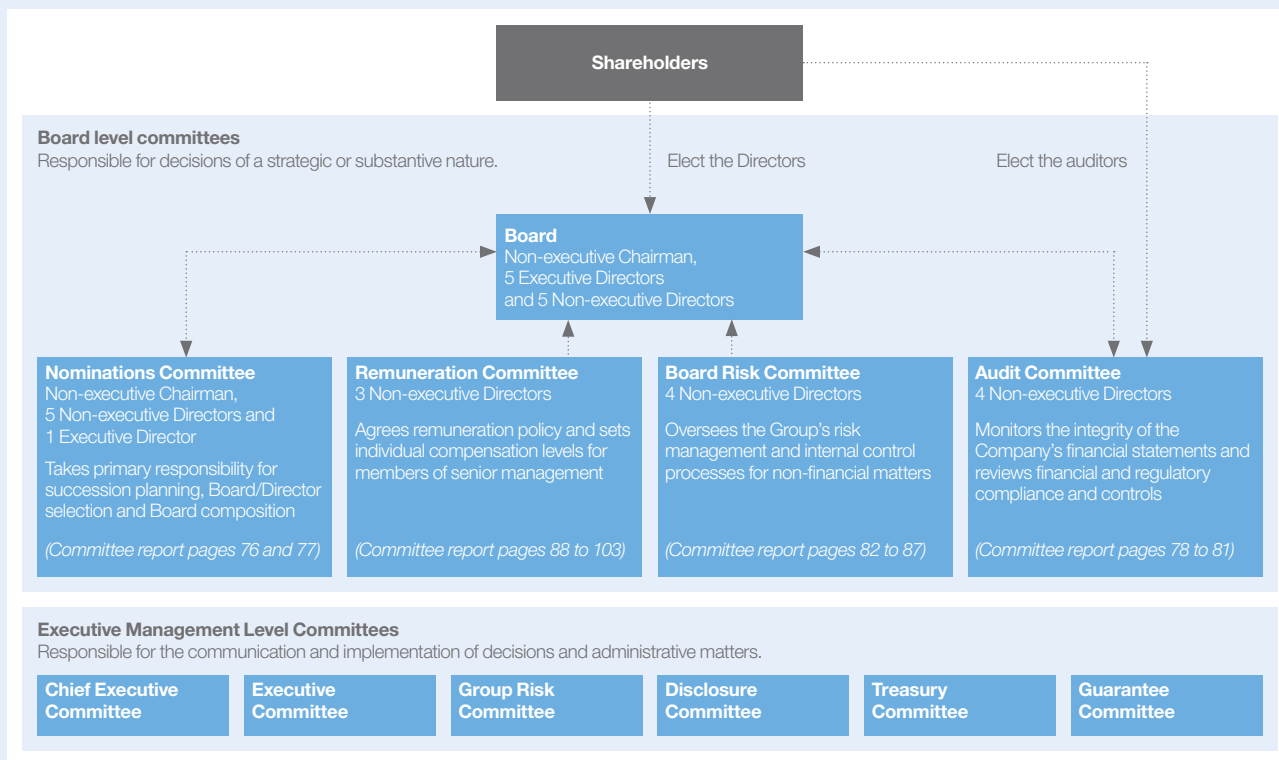 Shareholders
Board level committees
Responsible for decisions of a strategic or substantive nature.
Elect the Directors
Elect the auditors
Board
Non-executive Chairman,
5 Executive Directors
and 5 Non-executive Directors
Nominations Committee
Non-executive Chairman,
5 Non-executive Directors and
1 Executive Director
Takes primary responsibility for
succession planning, Board/Director
selection and Board composition
(Committee report pages 76 and 77)
Remuneration Committee
3 Non-executive Directors
Agrees remuneration policy and sets
individual compensation levels for
members of senior management
(Committee report pages 88 to 103)
Board Risk Committee
4 Non-executive Directors
Oversees the Group’s risk
management and internal control
processes for non-financial matters
(Committee report pages 82 to 87)
Audit Committee
4 Non-executive Directors
Monitors the integrity of the
Company’s financial statements and
reviews financial and regulatory
compliance and controls
(Committee report pages 78 to 81)
Executive Management Level Committees
Responsible for the communication and implementation of decisions and administrative matters.
Chief Executive
Committee
Executive
Committee
Group Risk
Committee
Disclosure
Committee
Treasury
Committee
Guarantee
Committee